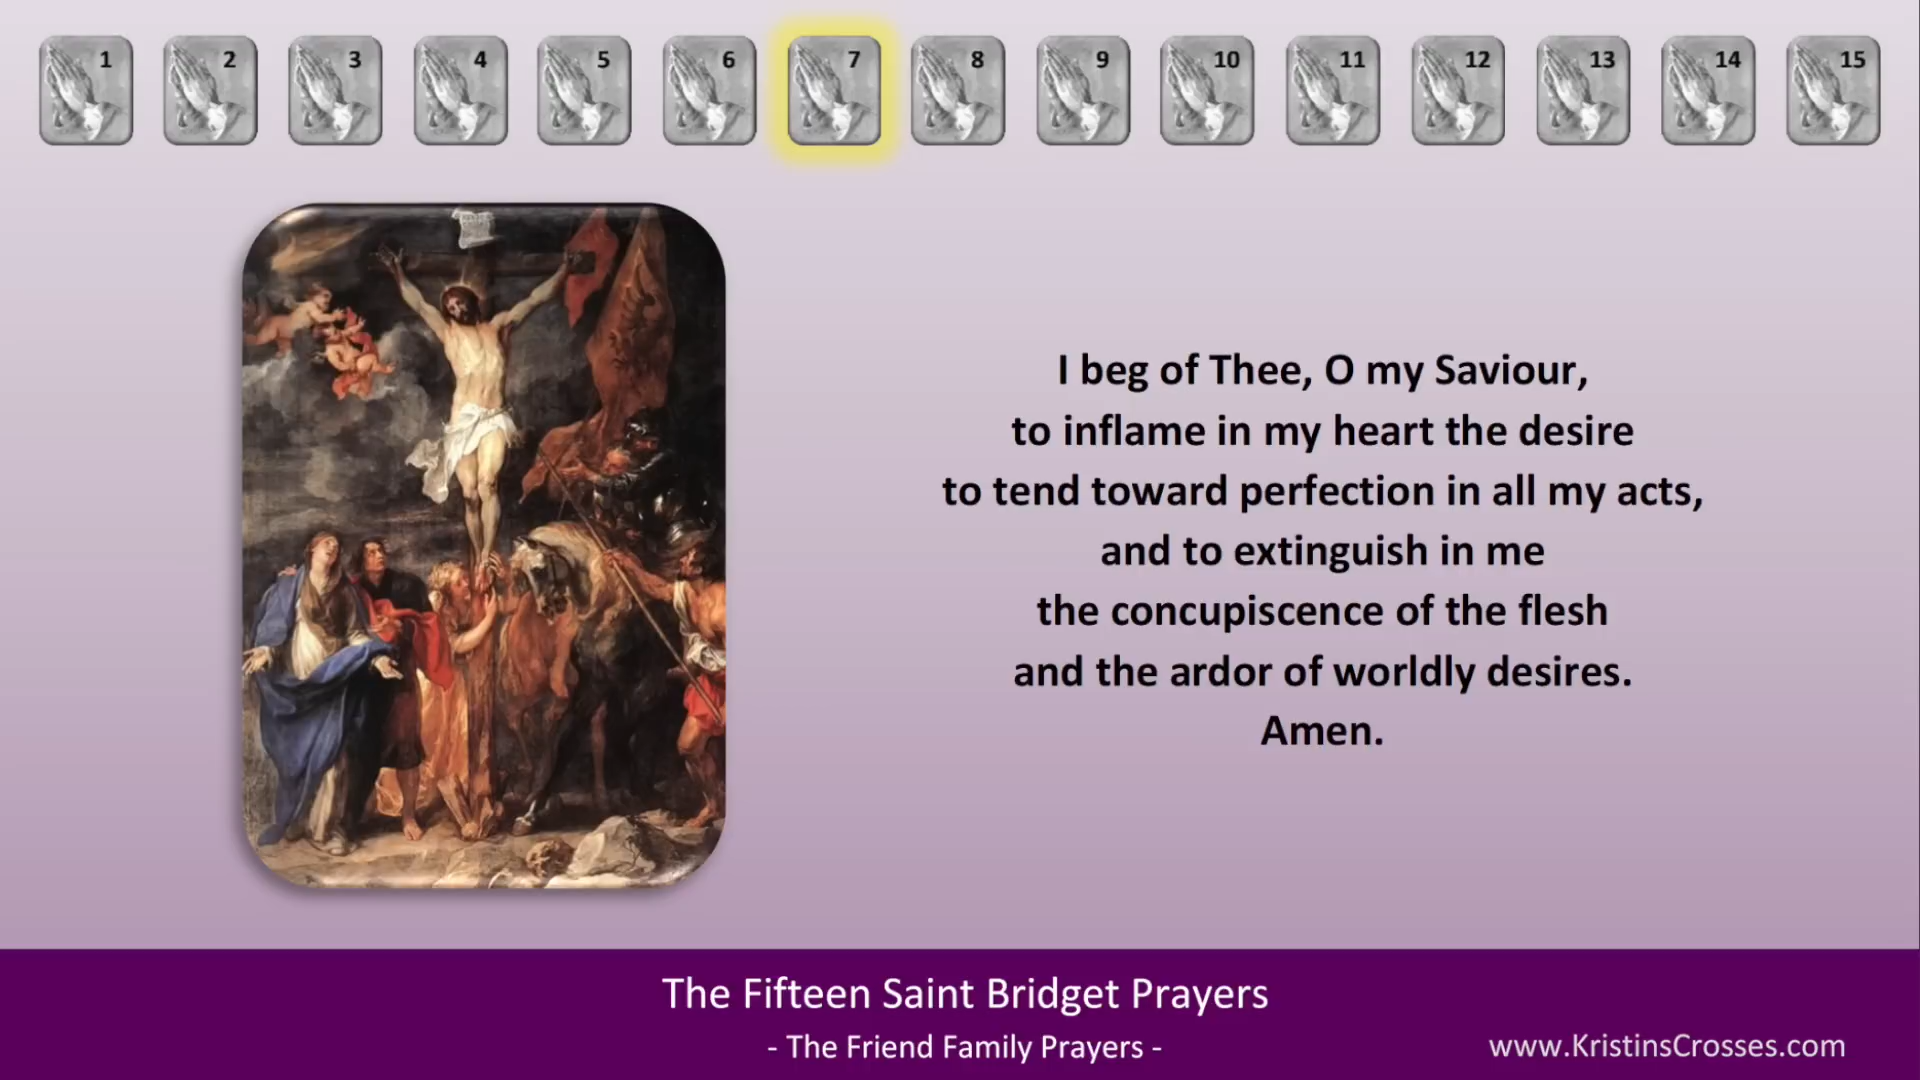 1
2
3
4
5
6
7
8
9
10
11
12
13
14
15
I beg of Thee, O my Saviour,
to inflame in my heart the desire
to tend toward perfection in all my acts,
and to extinguish in me
the concupiscence of the flesh
and the ardor of worldly desires.
Amen.
The Fifteen Saint Bridget Prayers
- The Friend Family Prayers -
www.KristinsCrosses.com